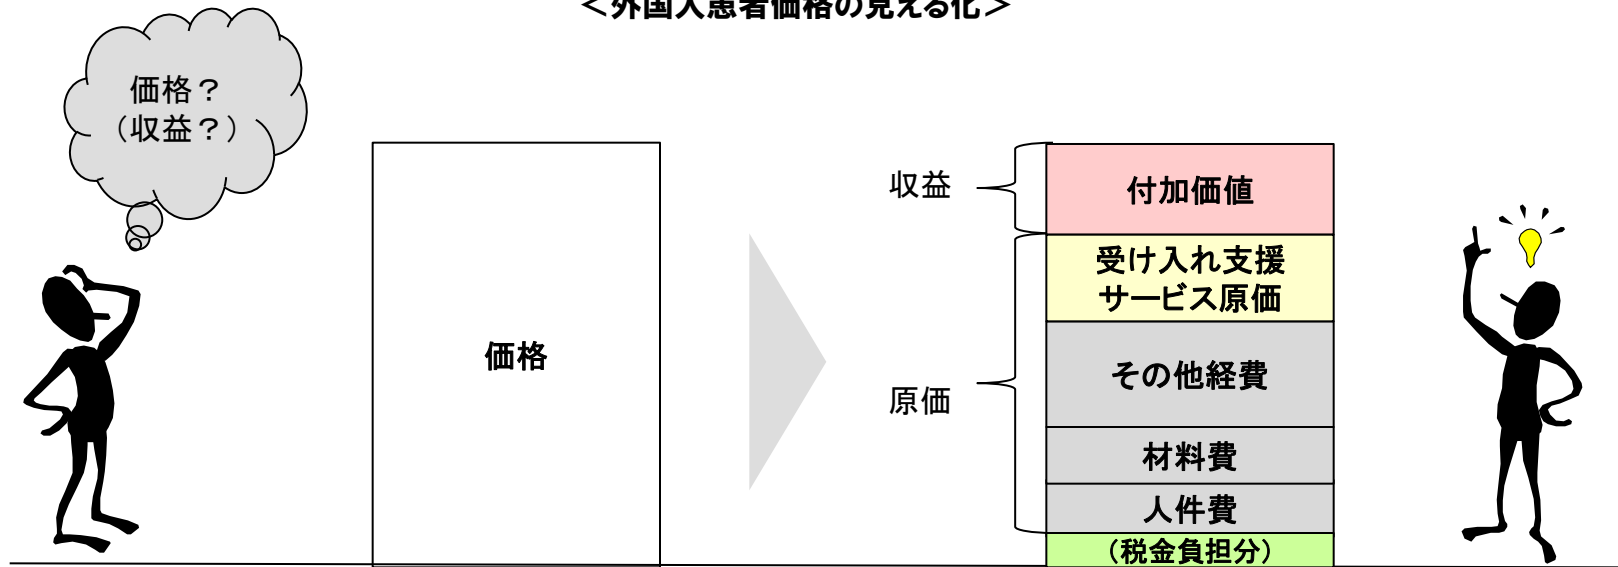 ＜外国人患者価格の見える化＞
価格？
（収益？）
価格
収益
原価
付加価値
受け入れ支援
サービス原価
その他経費
材料費
人件費
（税金負担分）